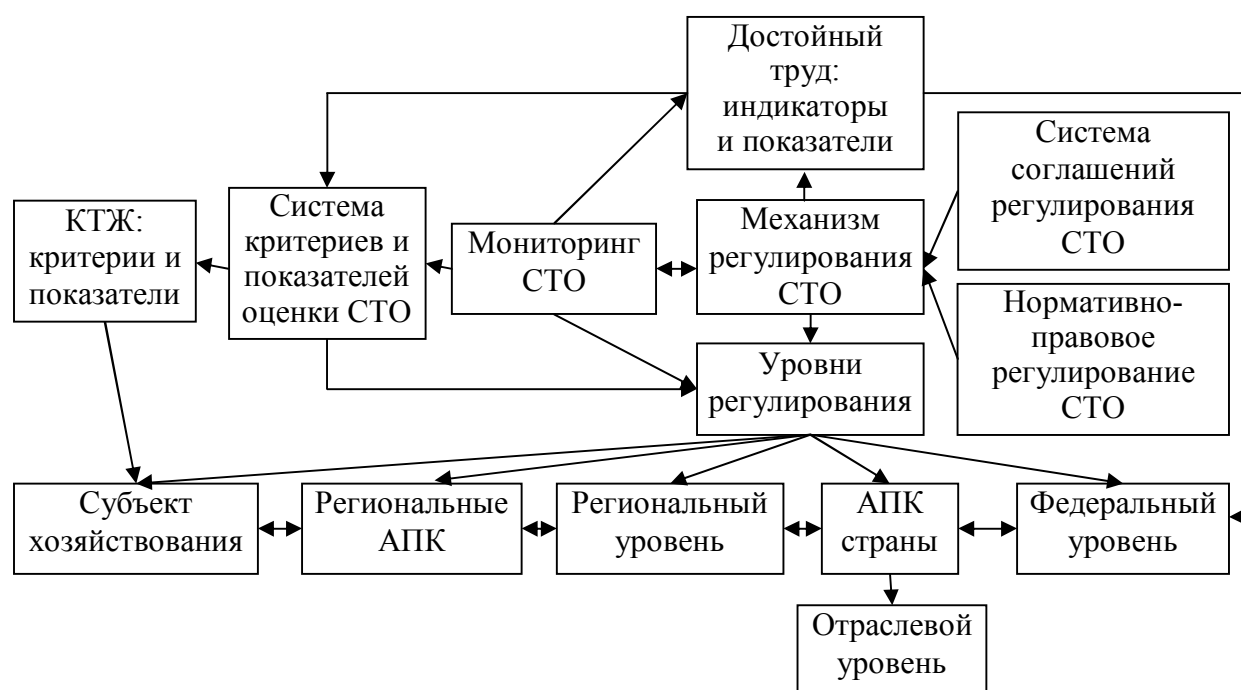 Достойный
труд:
индикаторы
и показатели
Система
соглашений
регулирования
СТО
КТЖ:
критерии и
показатели
Система
критериев и
показателей
оценки СТО
Мониторинг
СТО
Механизм
регулирования
СТО
Нормативно-
правовое
регулирование
СТО
Уровни
регулирования
Субъект
хозяйствования
Региональные
АПК
Региональный
уровень
АПК
страны
Федеральный
уровень
Отраслевой
уровень